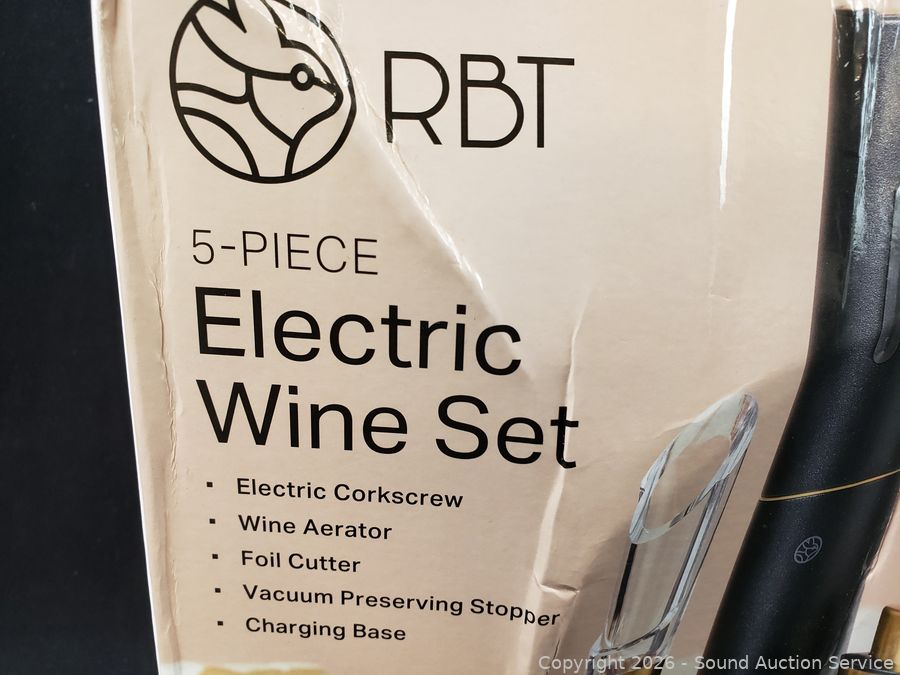 RBT
5-PIECE
Electric
Wine Set
▪ Electric Corkscrew
▪ Wine Aerator
▪ Foil Cutter
▪ Vacuum Preserving Stopper
▪ Charging Base
Copyright 2026 - Sound Auction Service